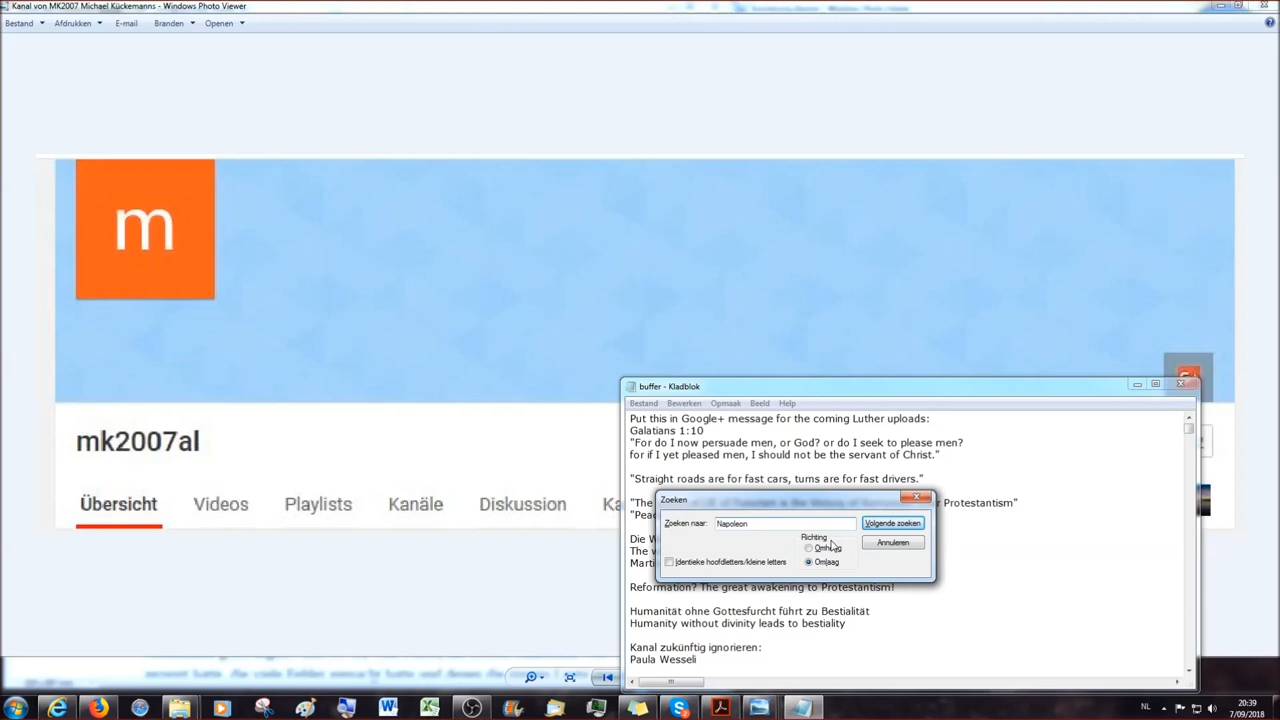 Kanal von MK2007 Michael Kückemanns - Windows Photo Viewer
Bestand Afdrukken E-mail Branden Openen
m
mk2007al
Übersicht Videos Playlists Kanäle Diskussion
buffer - Kladblok
Bestand Bewerken Opmaak Beeld Help
Put this in Google+ message for the coming Luther uploads:
Galatians 1:10
"For do I now persuade men, or God? or do I seek to please men?
for if I yet pleased men, I should not be the servant of Christ."
"Straight roads are for fast cars, turns are for fast drivers."
"The Protestantism"
Zoeken
Zoeken naar: Napoleon Volgende zoeken
Richting
Omhoog Annuleren
Identieke hoofdletters/kleine letters Omlaag
Die W
The w
Marti
Reformation? The great awakening to Protestantism!
Humanität ohne Gottesfurcht führt zu Bestialität
Humanity without divinity leads to bestiality
Kanal zukünftig ignorieren:
Paula Wesseli
NL 20:39
7/09/2018